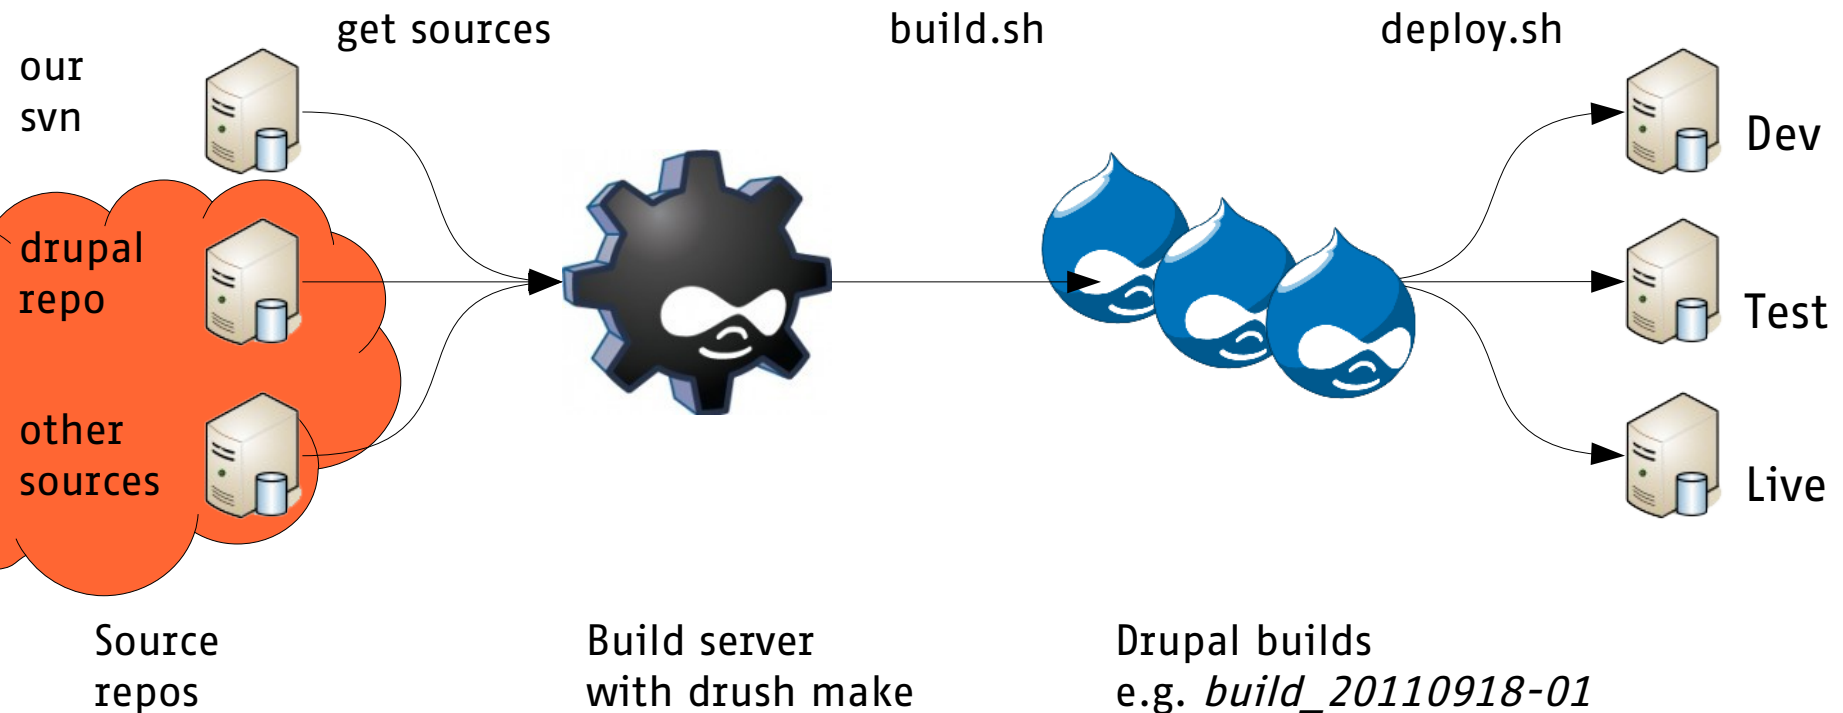 get sources
build.sh
deploy.sh
our
svn
drupal
repo
other
sources
Dev
Test
Live
Source
repos
Build server
with drush make
Drupal builds
e.g. build_20110918-01